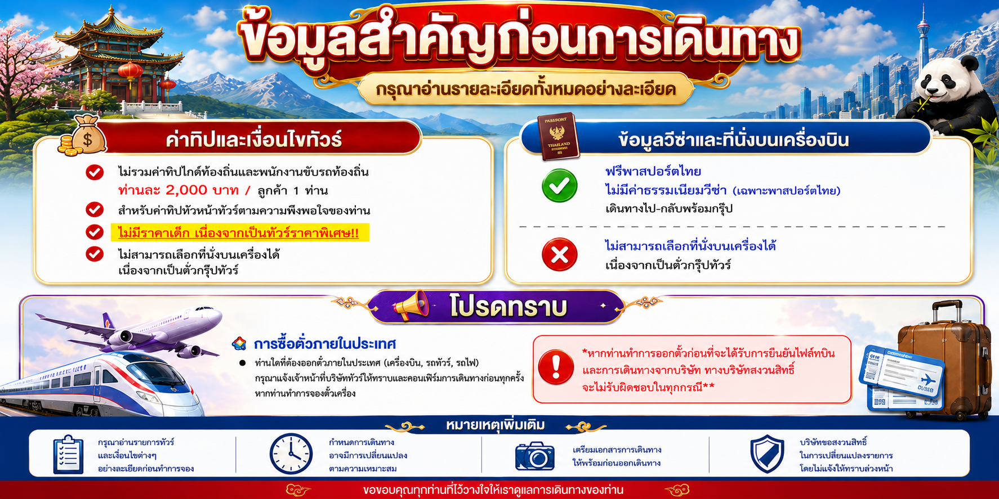 ข้อมูลสำคัญก่อนการเดินทาง
กรุณาอ่านรายละเอียดทั้งหมดอย่างละเอียด
ค่าทิปและเงื่อนไขทัวร์
ไม่รวมค่าทิปไกด์ท้องถิ่นและพนักงานขับรถท้องถิ่น
ท่านละ 2,000 บาท / ลูกค้า 1 ท่าน
สำหรับค่าทิปหัวหน้าทัวร์ตามความพึงพอใจของท่าน
ไม่มีราคาเด็ก เนื่องจากเป็นทัวร์ราคาพิเศษ!!
ไม่สามารถเลือกที่นั่งบนเครื่องได้
เนื่องจากเป็นตั๋วกรุ๊ปทัวร์
PASSPORT
THAILAND
ข้อมูลวีซ่าและที่นั่งบนเครื่องบิน
ฟรีพาสปอร์ตไทย
ไม่มีค่าธรรมเนียมวีซ่า (เฉพาะพาสปอร์ตไทย)
เดินทางไป-กลับพร้อมกรุ๊ป
ไม่สามารถเลือกที่นั่งบนเครื่องได้
เนื่องจากเป็นตั๋วกรุ๊ปทัวร์
โปรดทราบ
การซื้อตั๋วภายในประเทศ
ท่านใดที่ต้องออกตั๋วภายในประเทศ (เครื่องบิน, รถทัวร์, รถไฟ)
กรุณาแจ้งเจ้าหน้าที่บริษัททัวร์ให้ทราบและคอนเฟิร์มการเดินทางก่อนทุกครั้ง
หากท่านทำการจองตั๋วเครื่อง
*หากท่านทำการออกตั๋วก่อนที่จะได้รับการยืนยันไฟล์ทบิน
และการเดินทางจากบริษัท ทางบริษัทสงวนสิทธิ์
จะไม่รับผิดชอบในทุกกรณี**
หมายเหตุเพิ่มเติม
กรุณาอ่านรายการทัวร์
และเงื่อนไขต่างๆ
อย่างละเอียดก่อนทำการจอง
กำหนดการเดินทาง
อาจมีการเปลี่ยนแปลง
ตามความเหมาะสม
เตรียมเอกสารการเดินทาง
ให้พร้อมก่อนออกเดินทาง
บริษัทขอสงวนสิทธิ์
ในการเปลี่ยนแปลงรายการ
โดยไม่แจ้งให้ทราบล่วงหน้า
ขอขอบคุณทุกท่านที่ไว้วางใจให้เราดูแลการเดินทางของท่าน